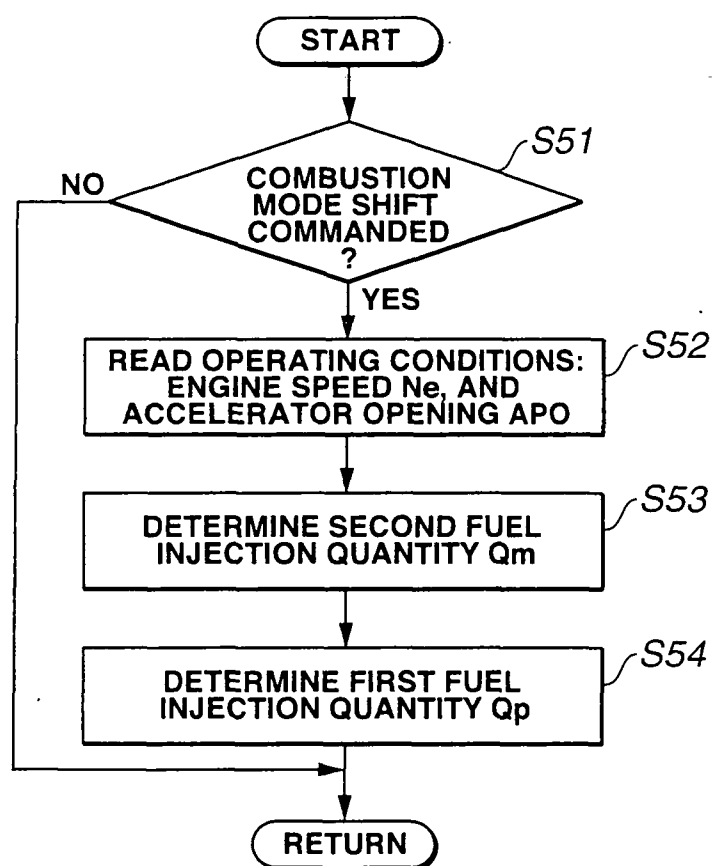 START
S51
NO
COMBUSTION
MODE SHIFT
COMMANDED
?
YES
S52
READ OPERATING CONDITIONS:
ENGINE SPEED Ne, AND
ACCELERATOR OPENING APO
S53
DETERMINE SECOND FUEL
INJECTION QUANTITY Qm
S54
DETERMINE FIRST FUEL
INJECTION QUANTITY Qp
RETURN